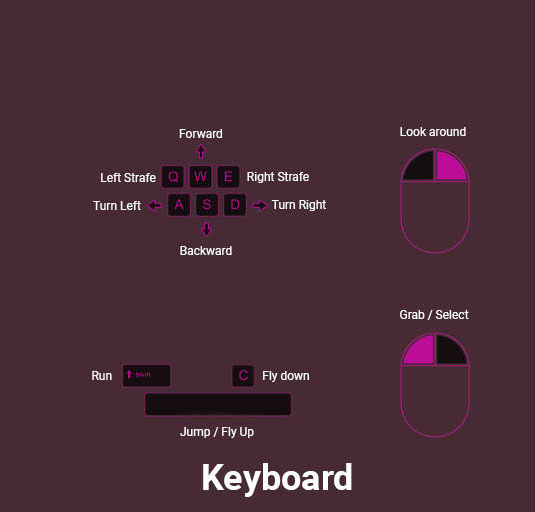 Forward
Look around
Left Strafe Q W E Right Strafe
Turn Left A S D Turn Right
Backward
Grab / Select
Run Shift C Fly down
Jump / Fly Up
Keyboard